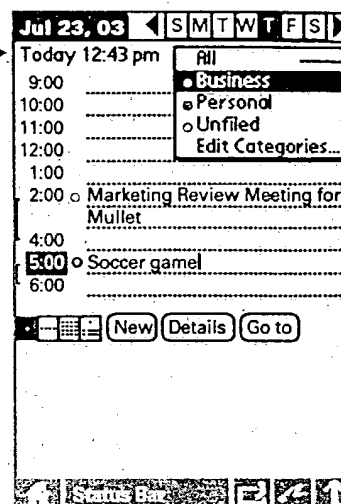 Jul 23, 03 S M T W T F S
Today 12:43 pm
All
Business
Personal
Unfiled
Edit Categories...
9:00
10:00
11:00
12:00
1:00
2:00 Marketing Review Meeting for
Mullet
4:00
5:00 Soccer game
6:00
New Details Go to
Status Bar